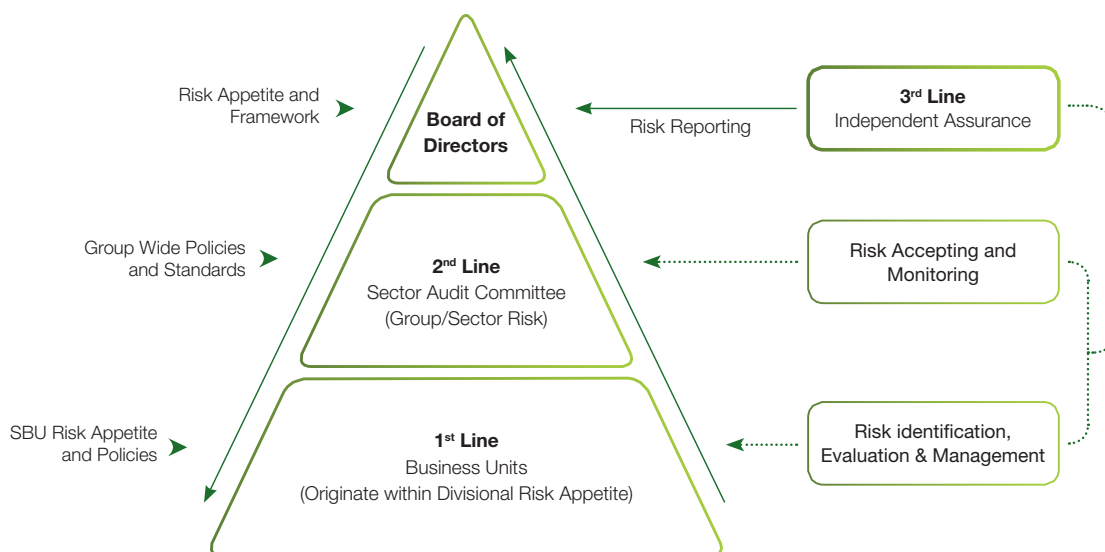 Risk Appetite and
Framework
Board of
Directors
Risk Reporting
3rd Line
Independent Assurance
Group Wide Policies
and Standards
2nd Line
Sector Audit Committee
(Group/Sector Risk)
Risk Accepting and
Monitoring
SBU Risk Appetite
and Policies
1st Line
Business Units
(Originate within Divisional Risk Appetite)
Risk identification,
Evaluation & Management